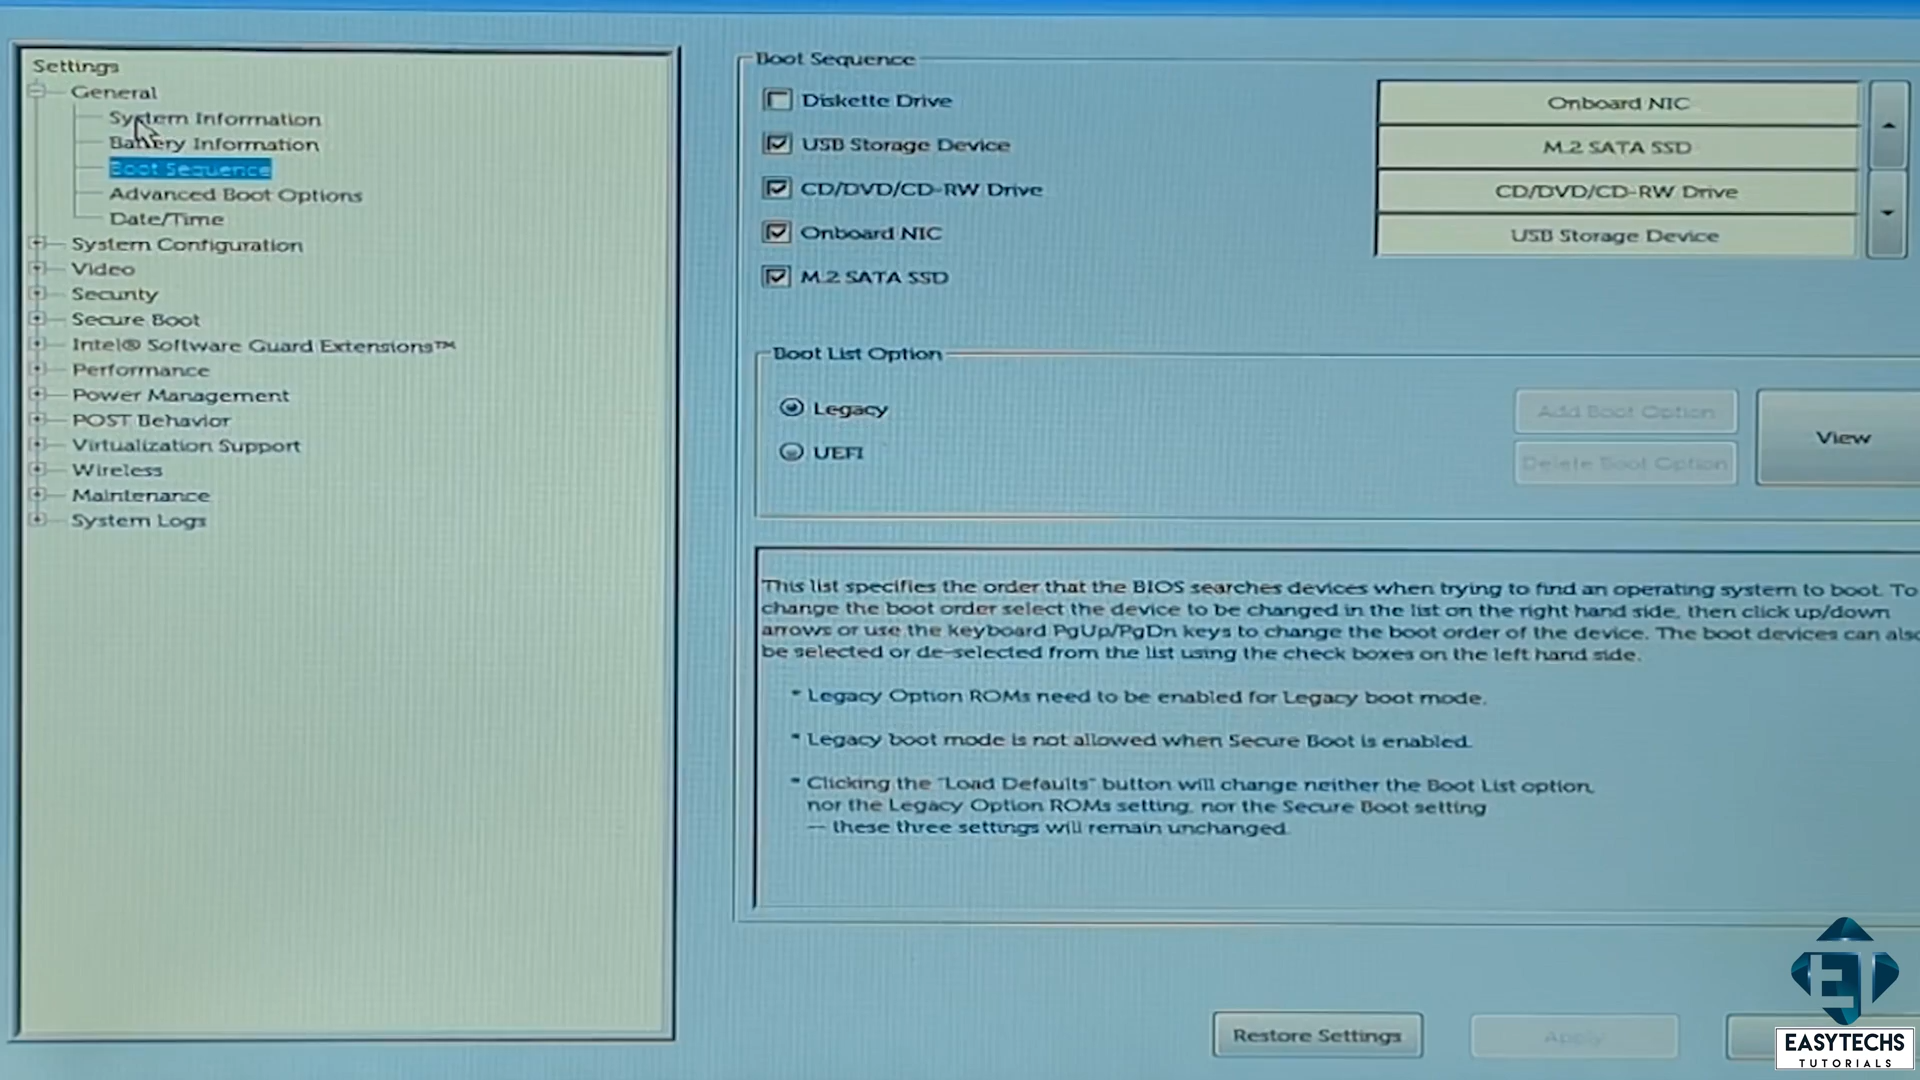 Settings
General
System Information
Battery Information
Boot Sequence
Advanced Boot Options
Date/Time
System Configuration
Video
Security
Secure Boot
Intel® Software Guard Extensions™
Performance
Power Management
POST Behavior
Virtualization Support
Wireless
Maintenance
System Logs
Boot Sequence
Diskette Drive
USB Storage Device
CD/DVD/CD-RW Drive
Onboard NIC
M.2 SATA SSD
Onboard NIC
M.2 SATA SSD
CD/DVD/CD-RW Drive
USB Storage Device
Boot List Option
Legacy
UEFI
Add Boot Option
Delete Boot Option
View
This list specifies the order that the BIOS searches devices when trying to find an operating system to boot. To
change the boot order select the device to be changed in the list on the right hand side, then click up/down
arrows or use the keyboard PgUp/PgDn keys to change the boot order of the device. The boot devices can also
be selected or de-selected from the list using the check boxes on the left hand side.
* Legacy Option ROMs need to be enabled for Legacy boot mode.
* Legacy boot mode is not allowed when Secure Boot is enabled.
* Clicking the "Load Defaults" button will change neither the Boot List option,
nor the Legacy Option ROMs setting, nor the Secure Boot setting
-- these three settings will remain unchanged.
Restore Settings
Apply
ET
EASYTECHS
TUTORIALS